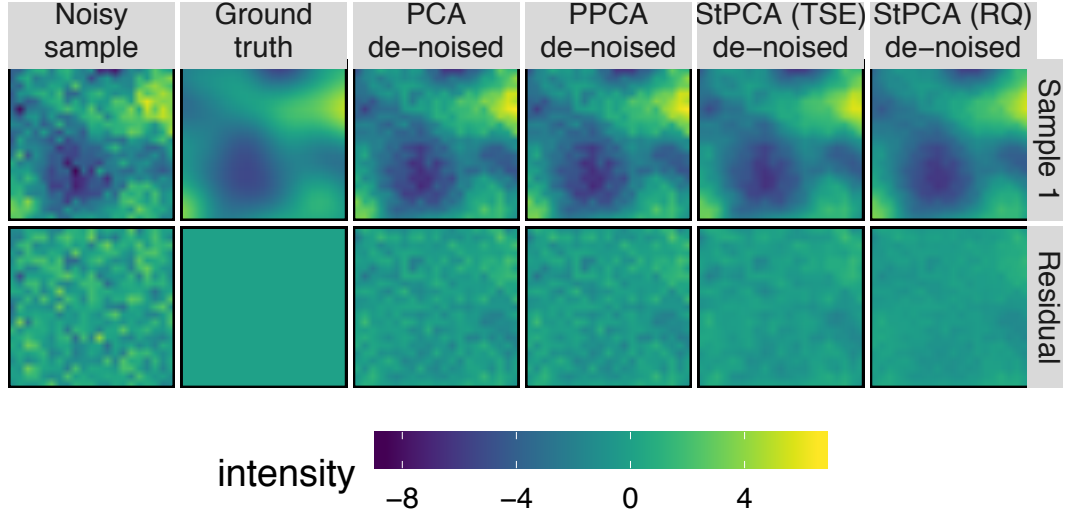 Noisy sample
Ground truth
PCA de−noised
PPCA de−noised
StPCA (TSE) de−noised
StPCA (RQ) de−noised
Sample 1
Residual
intensity
−8 −4 0 4